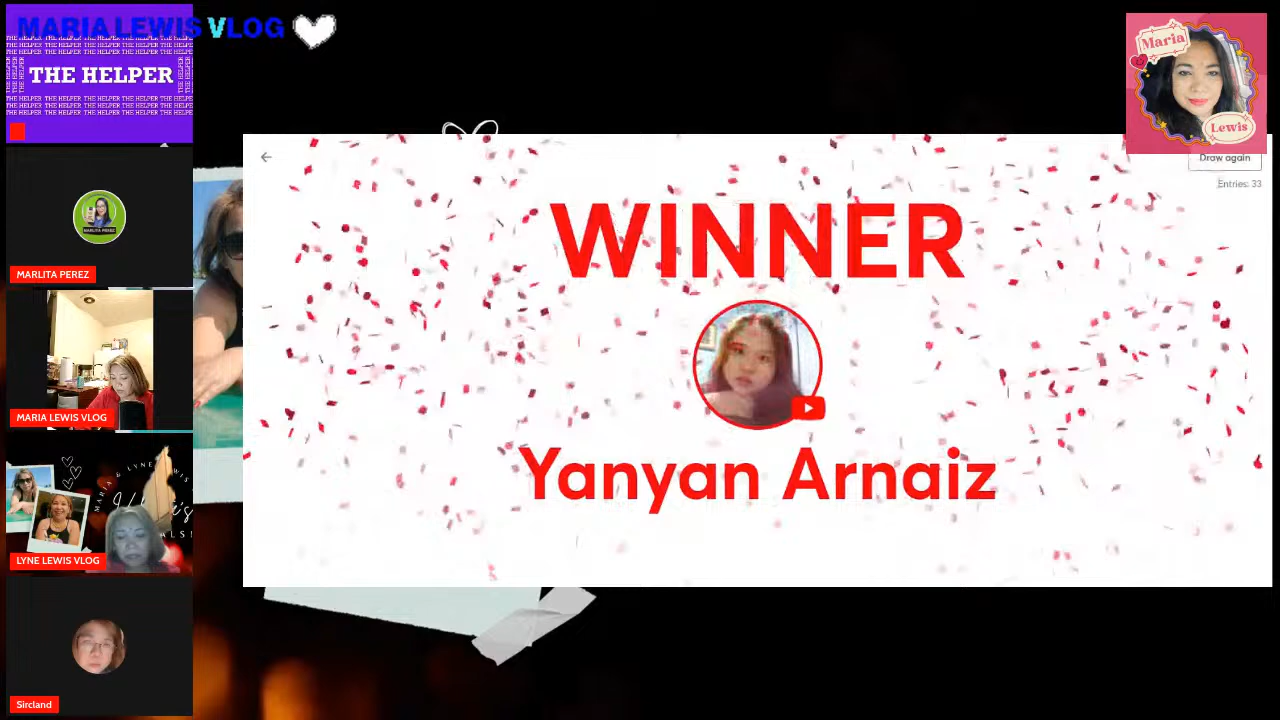 MARIA LEWIS VLOG
THE HELPER
MARLITA PEREZ
MARIA LEWIS VLOG
LYNE LEWIS VLOG
Sircland
Draw again
Entries: 33
WINNER
Yanyan Arnaiz
Maria
Lewis